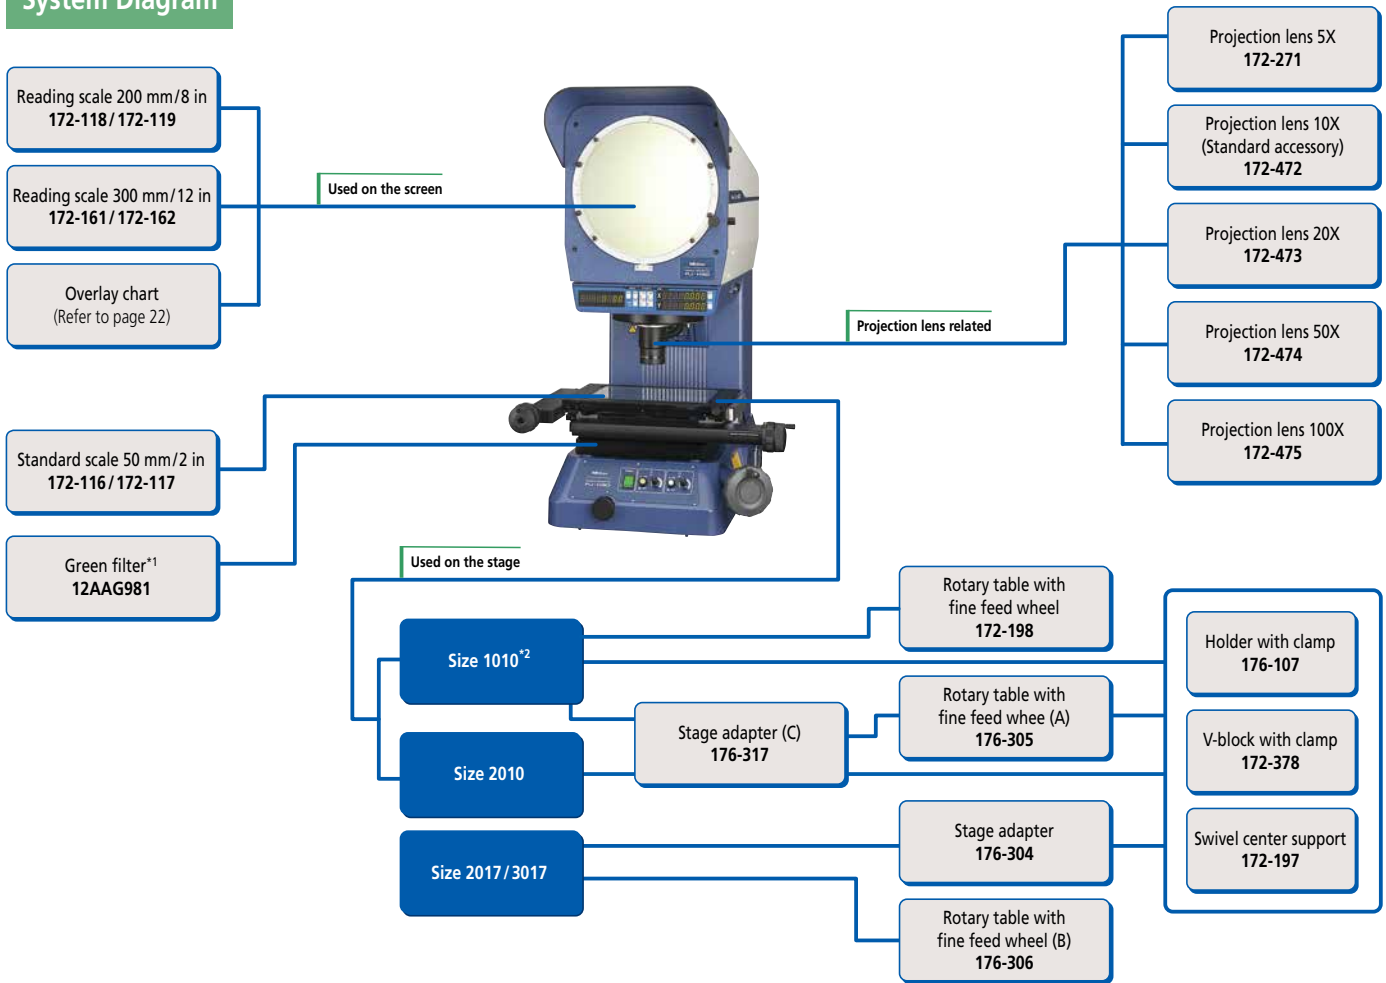 System Diagram
Reading scale 200 mm/8 in
172-118/172-119
Reading scale 300 mm/12 in
172-161/172-162
Overlay chart
(Refer to page 22)
Used on the screen
Standard scale 50 mm/2 in
172-116/172-117
Green filter*1
12AAG981
Projection lens related
Projection lens 5X
172-271
Projection lens 10X
(Standard accessory)
172-472
Projection lens 20X
172-473
Projection lens 50X
172-474
Projection lens 100X
172-475
Used on the stage
Size 1010*2
Size 2010
Size 2017/3017
Stage adapter (C)
176-317
Rotary table with
fine feed wheel
172-198
Rotary table with
fine feed whee (A)
176-305
Stage adapter
176-304
Rotary table with
fine feed wheel (B)
176-306
Holder with clamp
176-107
V-block with clamp
172-378
Swivel center support
172-197